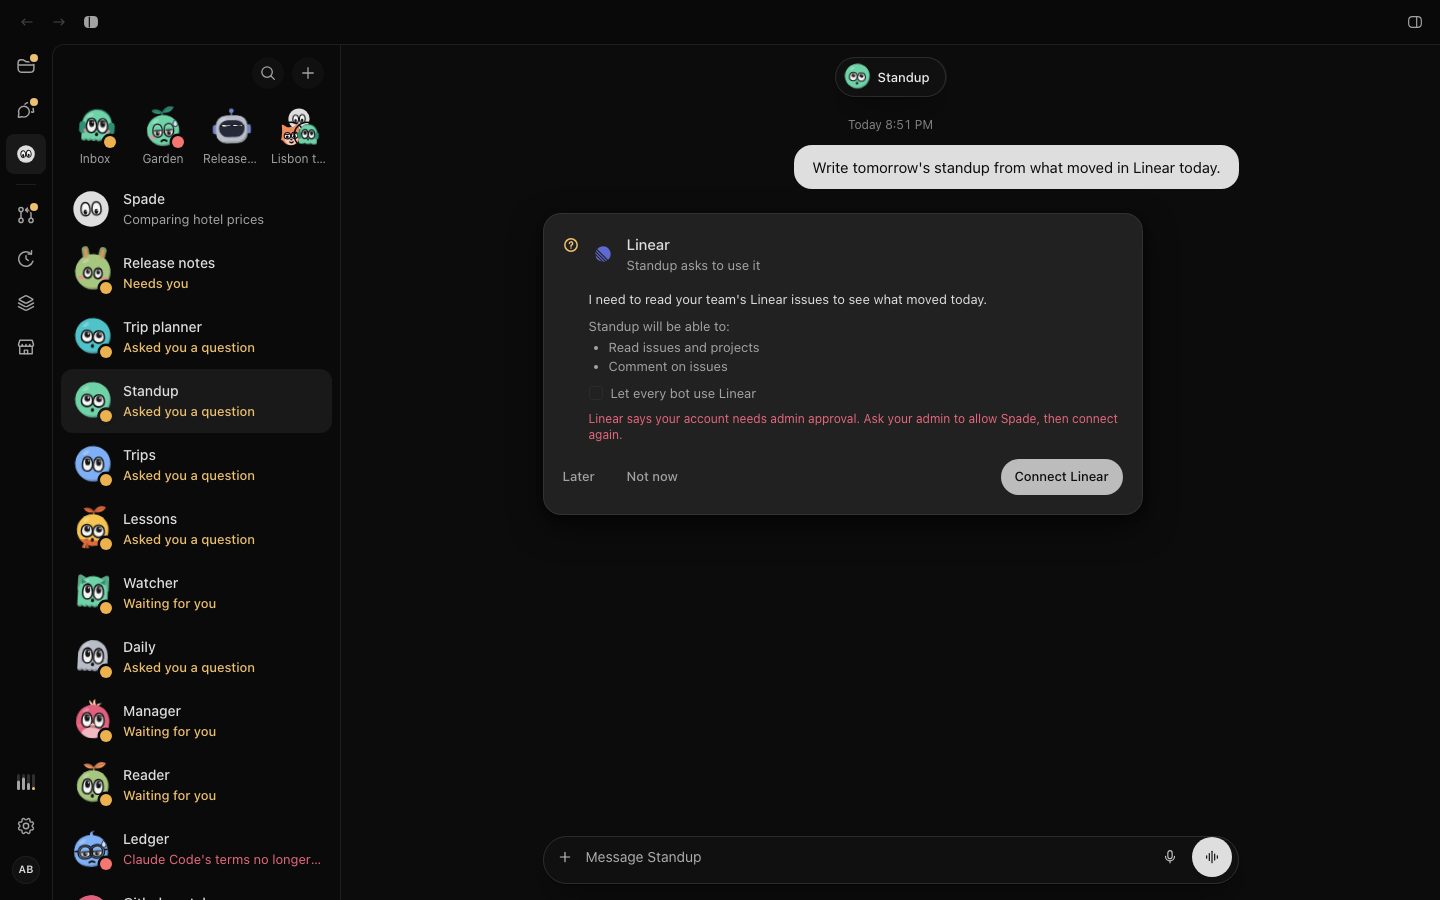 Inbox
Garden
Release...
Lisbon t...
Spade
Comparing hotel prices
Release notes
Needs you
Trip planner
Asked you a question
Standup
Asked you a question
Trips
Asked you a question
Lessons
Asked you a question
Watcher
Waiting for you
Daily
Asked you a question
Manager
Waiting for you
Reader
Waiting for you
Ledger
Claude Code's terms no longer...
AB
Standup
Today 8:51 PM
Write tomorrow's standup from what moved in Linear today.
Linear
Standup asks to use it
I need to read your team's Linear issues to see what moved today.
Standup will be able to:
• Read issues and projects
• Comment on issues
Let every bot use Linear
Linear says your account needs admin approval. Ask your admin to allow Spade, then connect
again.
Later
Not now
Connect Linear
Message Standup